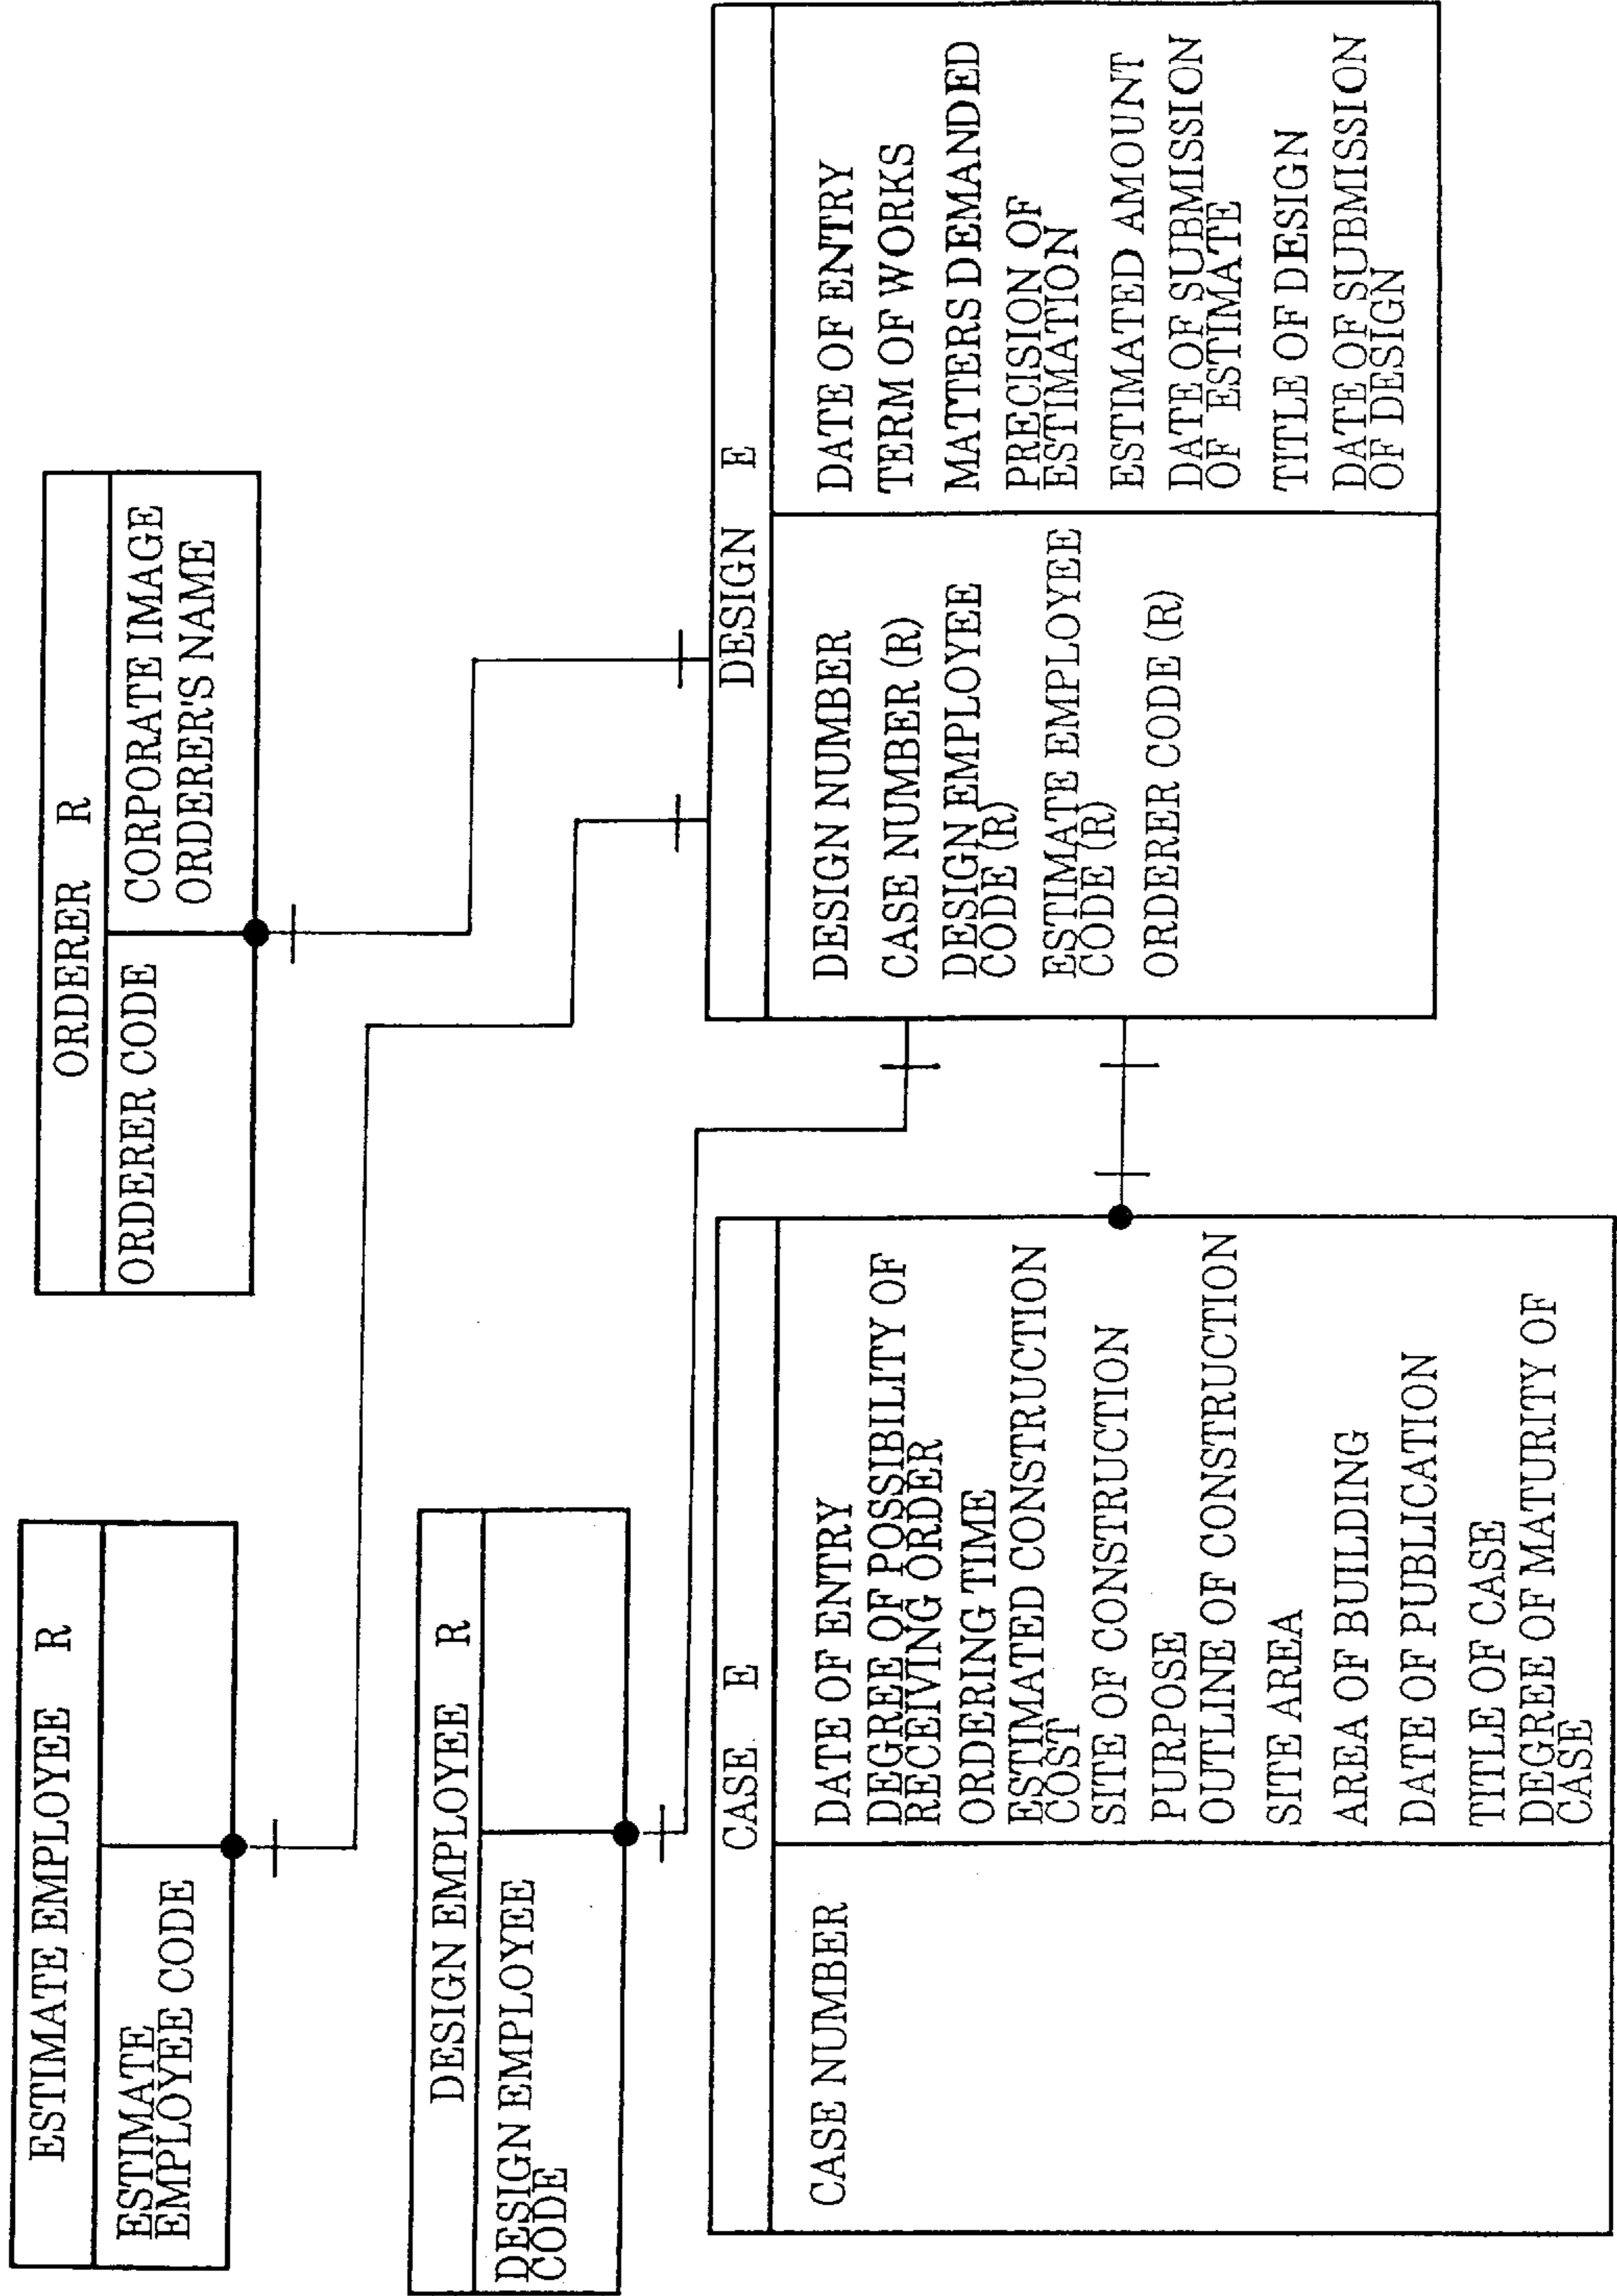 ESTIMATE EMPLOYEE R
ESTIMATE
EMPLOYEE CODE
ORDERER R
ORDERER CODE
CORPORATE IMAGE
ORDERER'S NAME
DESIGN EMPLOYEE R
DESIGN EMPLOYEE
CODE
CASE E
CASE NUMBER
DATE OF ENTRY
DEGREE OF POSSIBILITY OF
RECEIVING ORDER
ORDERING TIME
ESTIMATED CONSTRUCTION
COST
SITE OF CONSTRUCTION
PURPOSE
OUTLINE OF CONSTRUCTION
SITE AREA
AREA OF BUILDING
DATE OF PUBLICATION
TITLE OF CASE
DEGREE OF MATURITY OF
CASE
DESIGN E
DESIGN NUMBER
CASE NUMBER (R)
DESIGN EMPLOYEE
CODE (R)
ESTIMATE EMPLOYEE
CODE (R)
ORDERER CODE (R)
DATE OF ENTRY
TERM OF WORKS
MATTERS DEMANDED
PRECISION OF
ESTIMATION
ESTIMATED AMOUNT
DATE OF SUBMISSION
OF ESTIMATE
TITLE OF DESIGN
DATE OF SUBMISSION
OF DESIGN